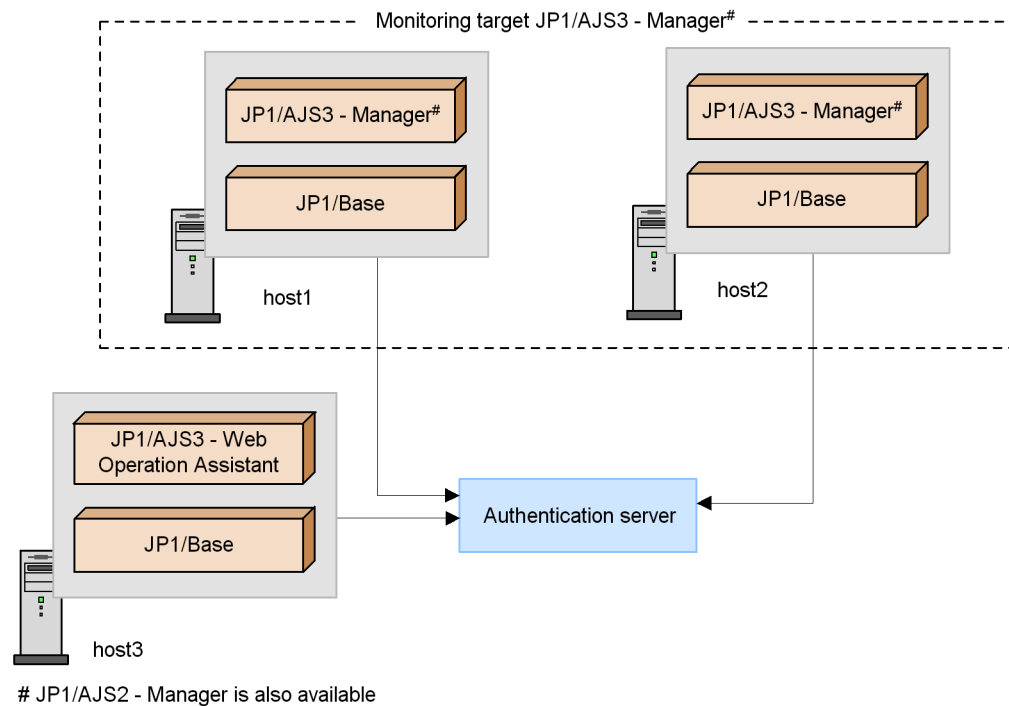 Monitoring target JP1/AJS3 - Manager#
JP1/AJS3 - Manager#
JP1/Base
host1
JP1/AJS3 - Manager#
JP1/Base
host2
JP1/AJS3 - Web
Operation Assistant
JP1/Base
host3
Authentication server
# JP1/AJS2 - Manager is also available